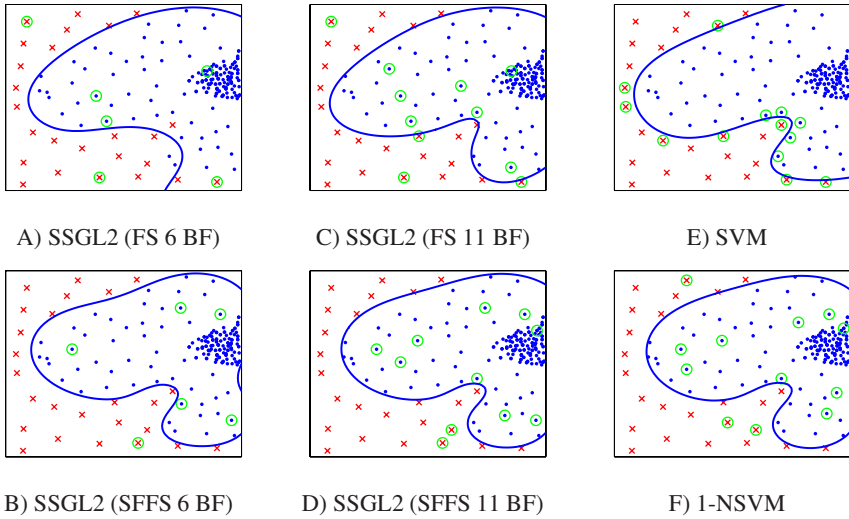 A) SSGL2 (FS 6 BF)
C) SSGL2 (FS 11 BF)
E) SVM
B) SSGL2 (SFFS 6 BF)
D) SSGL2 (SFFS 11 BF)
F) 1-NSVM